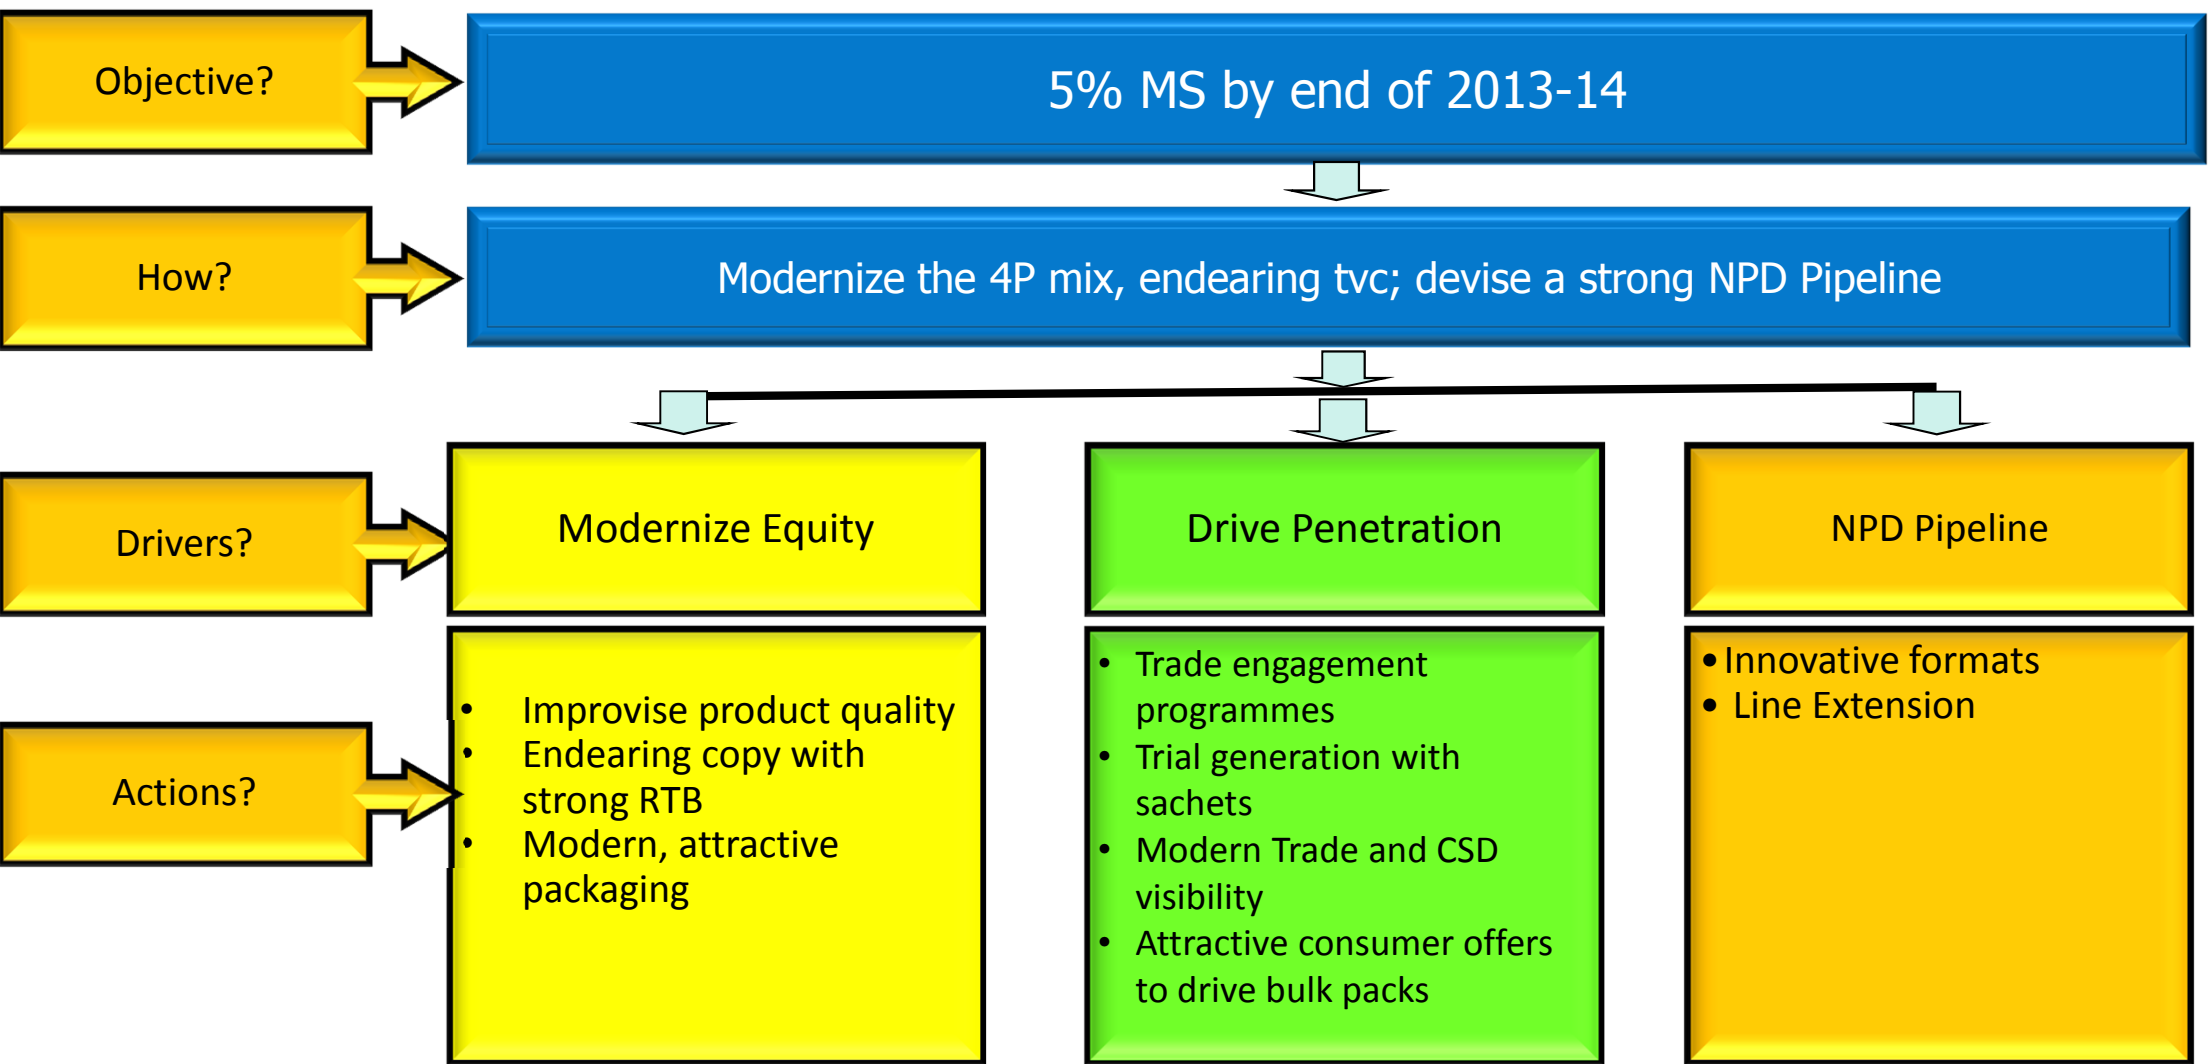 Objective?
5% MS by end of 2013-14
How?
Modernize the 4P mix, endearing tvc; devise a strong NPD Pipeline
Drivers?
Modernize Equity
Drive Penetration
NPD Pipeline
Actions?
• Improvise product quality
• Endearing copy with
strong RTB
• Modern, attractive
packaging
• Trade engagement
programmes
• Trial generation with
sachets
• Modern Trade and CSD
visibility
• Attractive consumer offers
to drive bulk packs
• Innovative formats
• Line Extension